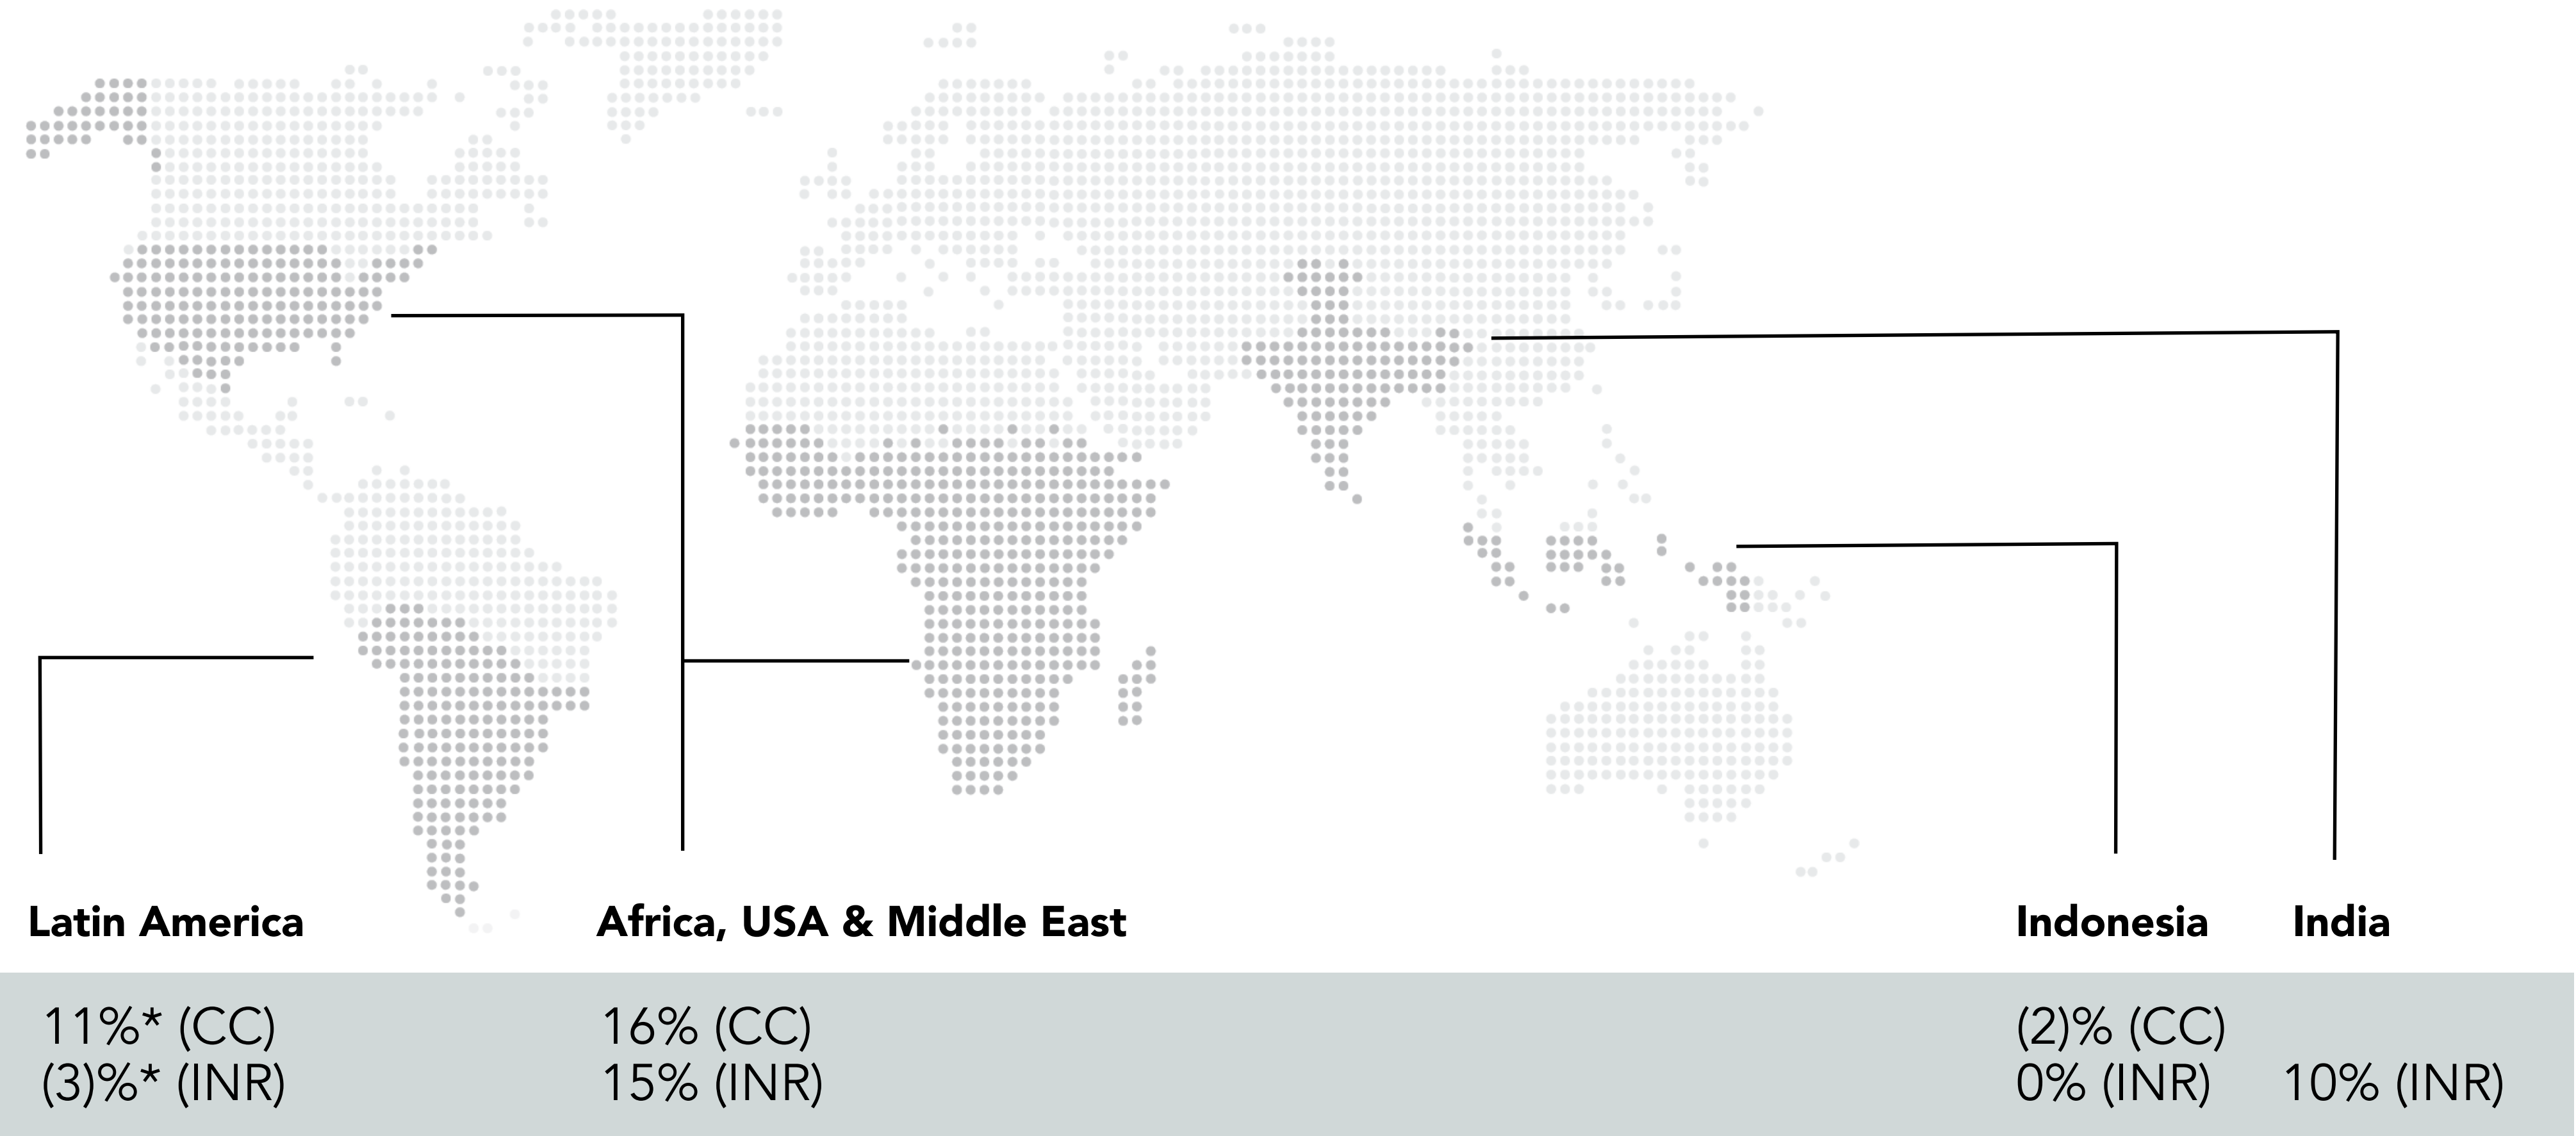 Latin America
Africa, USA & Middle East
Indonesia
India
11%* (CC)
(3)%* (INR)
16% (CC)
15% (INR)
(2)% (CC)
0% (INR)
10% (INR)